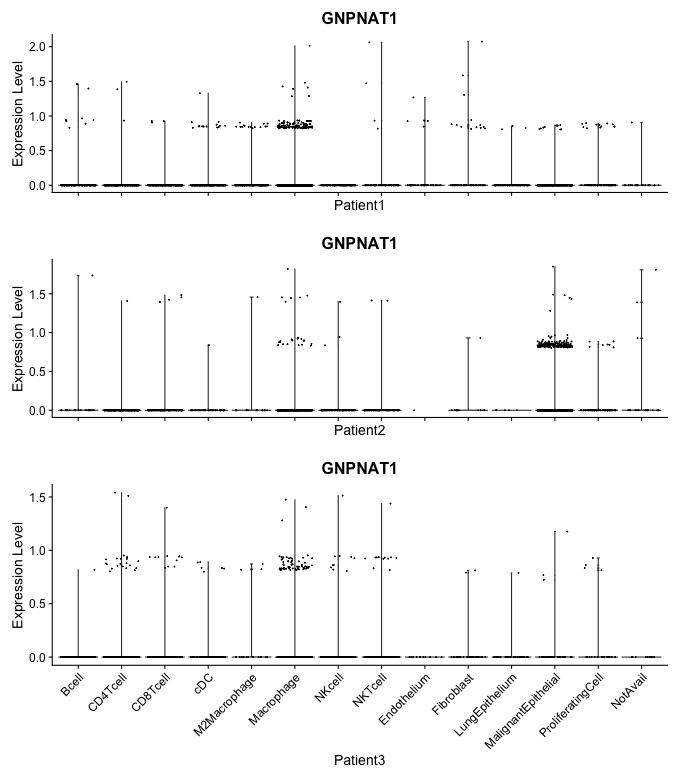 GNPNAT1
Expression Level
2.0
1.5
1.0
0.5
0.0
Patient1
GNPNAT1
Expression Level
1.5
1.0
0.5
0.0
Patient2
GNPNAT1
Expression Level
1.5
1.0
0.5
0.0
Bcell
CD4Tcell
CD8Tcell
cDC
M2Macrophage
Macrophage
NKcell
NKTcell
Endothelium
Fibroblast
LungEpithelium
MalignantEpithelial
ProliferatingCell
NotAvail
Patient3